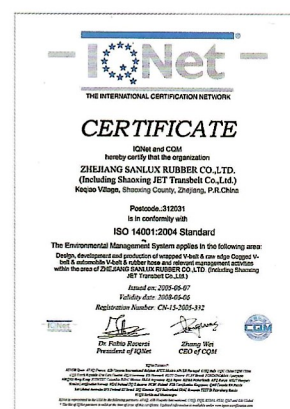 IQNet
THE INTERNATIONAL CERTIFICATION NETWORK
CERTIFICATE
IQNet and CQM
hereby certify that the organization
ZHEJIANG SANLUX RUBBER CO.,LTD.
(Including Shaoxing JET Transbelt Co.,Ltd.)
Keqiao Village, Shaoxing County, Zhejiang, P.R.China
Postcode.:312031
is in conformity with
ISO 14001:2004 Standard
The Environmental Management System applies in the following area:
Design, development and production of wrapped V-belt & raw edge Cogged V-
belt & automobile V-belt & rubber hose and relevant management activities
within the area of ZHEJIANG SANLUX RUBBER CO.,LTD. (Including Shaoxing
JET Transbelt Co.,Ltd.)
Issued on: 2005-06-07
Validity date: 2008-06-06
Registration Number: CN-15-2005-332
IQNet
CQM
Dr. Fabio Roversi Zhang Wei
President of IQNet CEO of CQM